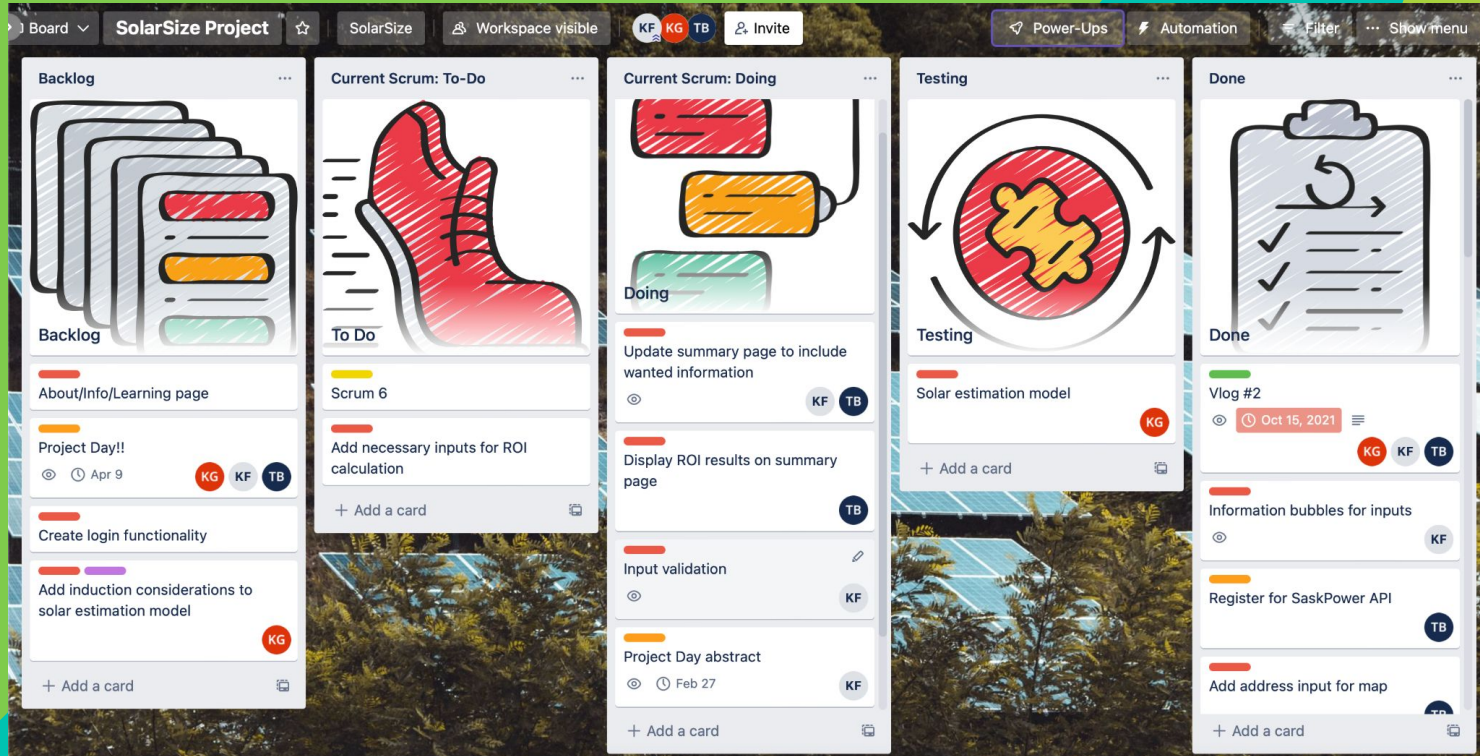 Board
SolarSize Project
SolarSize
Workspace visible
KF
KG
TB
Invite
Power-Ups
Automation
Filter
Show menu
Backlog
Backlog
About/Info/Learning page
Project Day!!
Apr 9
KG
KF
TB
Create login functionality
Add induction considerations to
solar estimation model
KG
+ Add a card
Current Scrum: To-Do
To Do
Scrum 6
Add necessary inputs for ROI
calculation
+ Add a card
Current Scrum: Doing
Doing
Update summary page to include
wanted information
KF
TB
Display ROI results on summary
page
TB
Input validation
KF
Project Day abstract
Feb 27
KF
+ Add a card
Testing
Testing
Solar estimation model
KG
+ Add a card
Done
Done
Vlog #2
Oct 15, 2021
KG
KF
TB
Information bubbles for inputs
KF
Register for SaskPower API
TB
Add address input for map
TB
+ Add a card